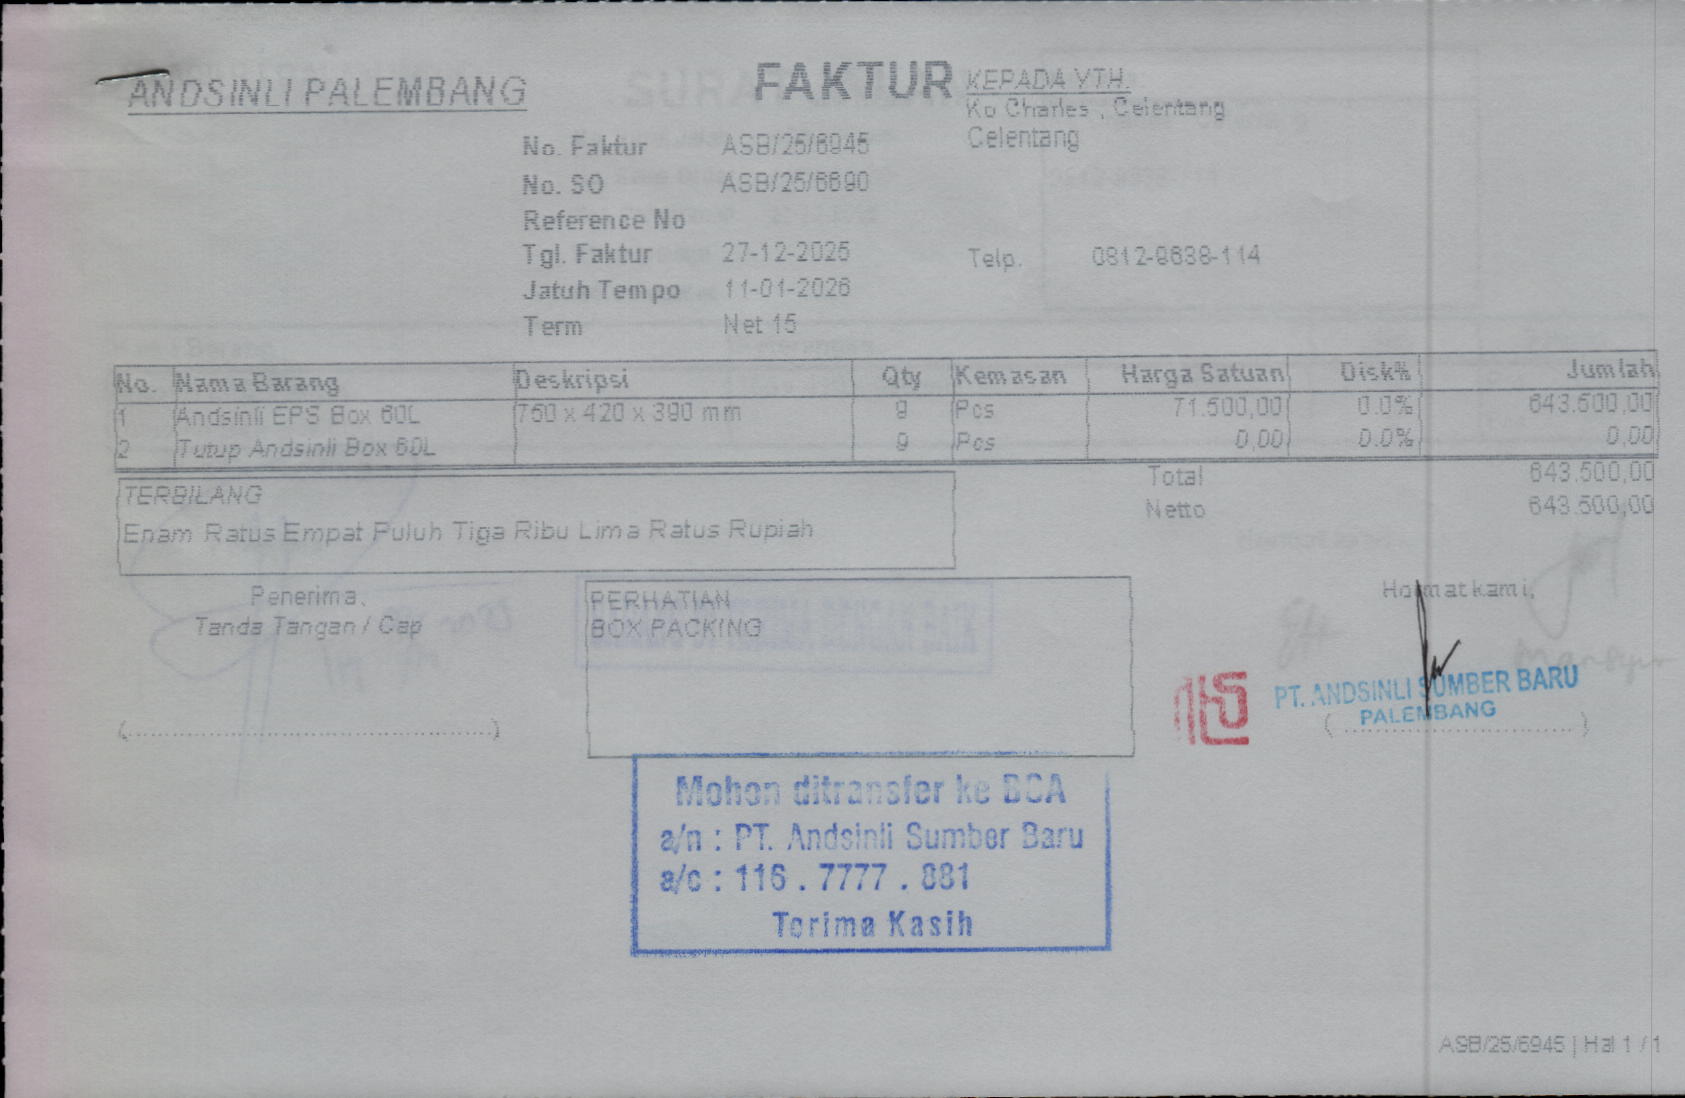 ANDSINLI PALEMBANG
FAKTUR
KEPADA YTH.
Ko Charles , Celentang
Celentang
No. Faktur ASB/25/6945
No. SO ASB/25/6690
Reference No
Tgl. Faktur 27-12-2025
Telp. 0812-9638-114
Jatuh Tempo 11-01-2026
Term Net 15
No. Nama Barang Deskripsi Qty Kemasan Harga Satuan Disk% Jumlah
1 Andsinli EPS Box 60L 750 x 420 x 390 mm 9 Pcs 71.500,00 0.0% 643.500,00
2 Tutup Andsinli Box 60L 9 Pcs 0,00 0.0% 0,00
Total 643.500,00
Netto 643.500,00
TERBILANG
Enam Ratus Empat Puluh Tiga Ribu Lima Ratus Rupiah
Penerima,
Tanda Tangan / Cap
(..............................................)
PERHATIAN
BOX PACKING
Hormat kami,
PT. ANDSINLI SUMBER BARU
PALEMBANG
(..............................)
Mohon ditransfer ke BCA
a/n : PT. Andsinli Sumber Baru
a/c : 116 . 7777 . 881
Terima Kasih
ASB/25/6945 | Hal 1 / 1